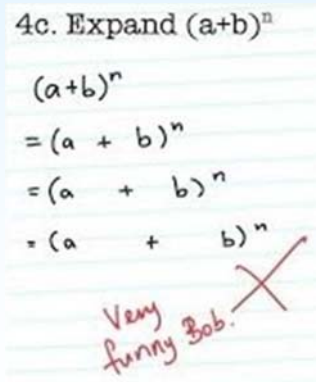 4c. Expand (a+b)ⁿ
(a+b)ⁿ
= (a + b)ⁿ
= (a + b)ⁿ
= (a + b)ⁿ
Very
funny Bob.